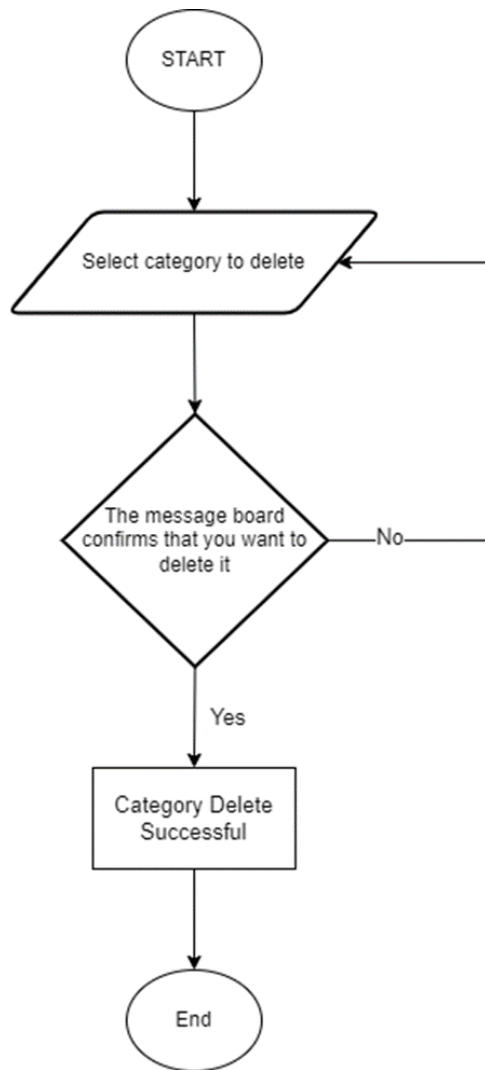 START
Select category to delete
The message board
confirms that you want to
delete it
No
Yes
Category Delete
Successful
End